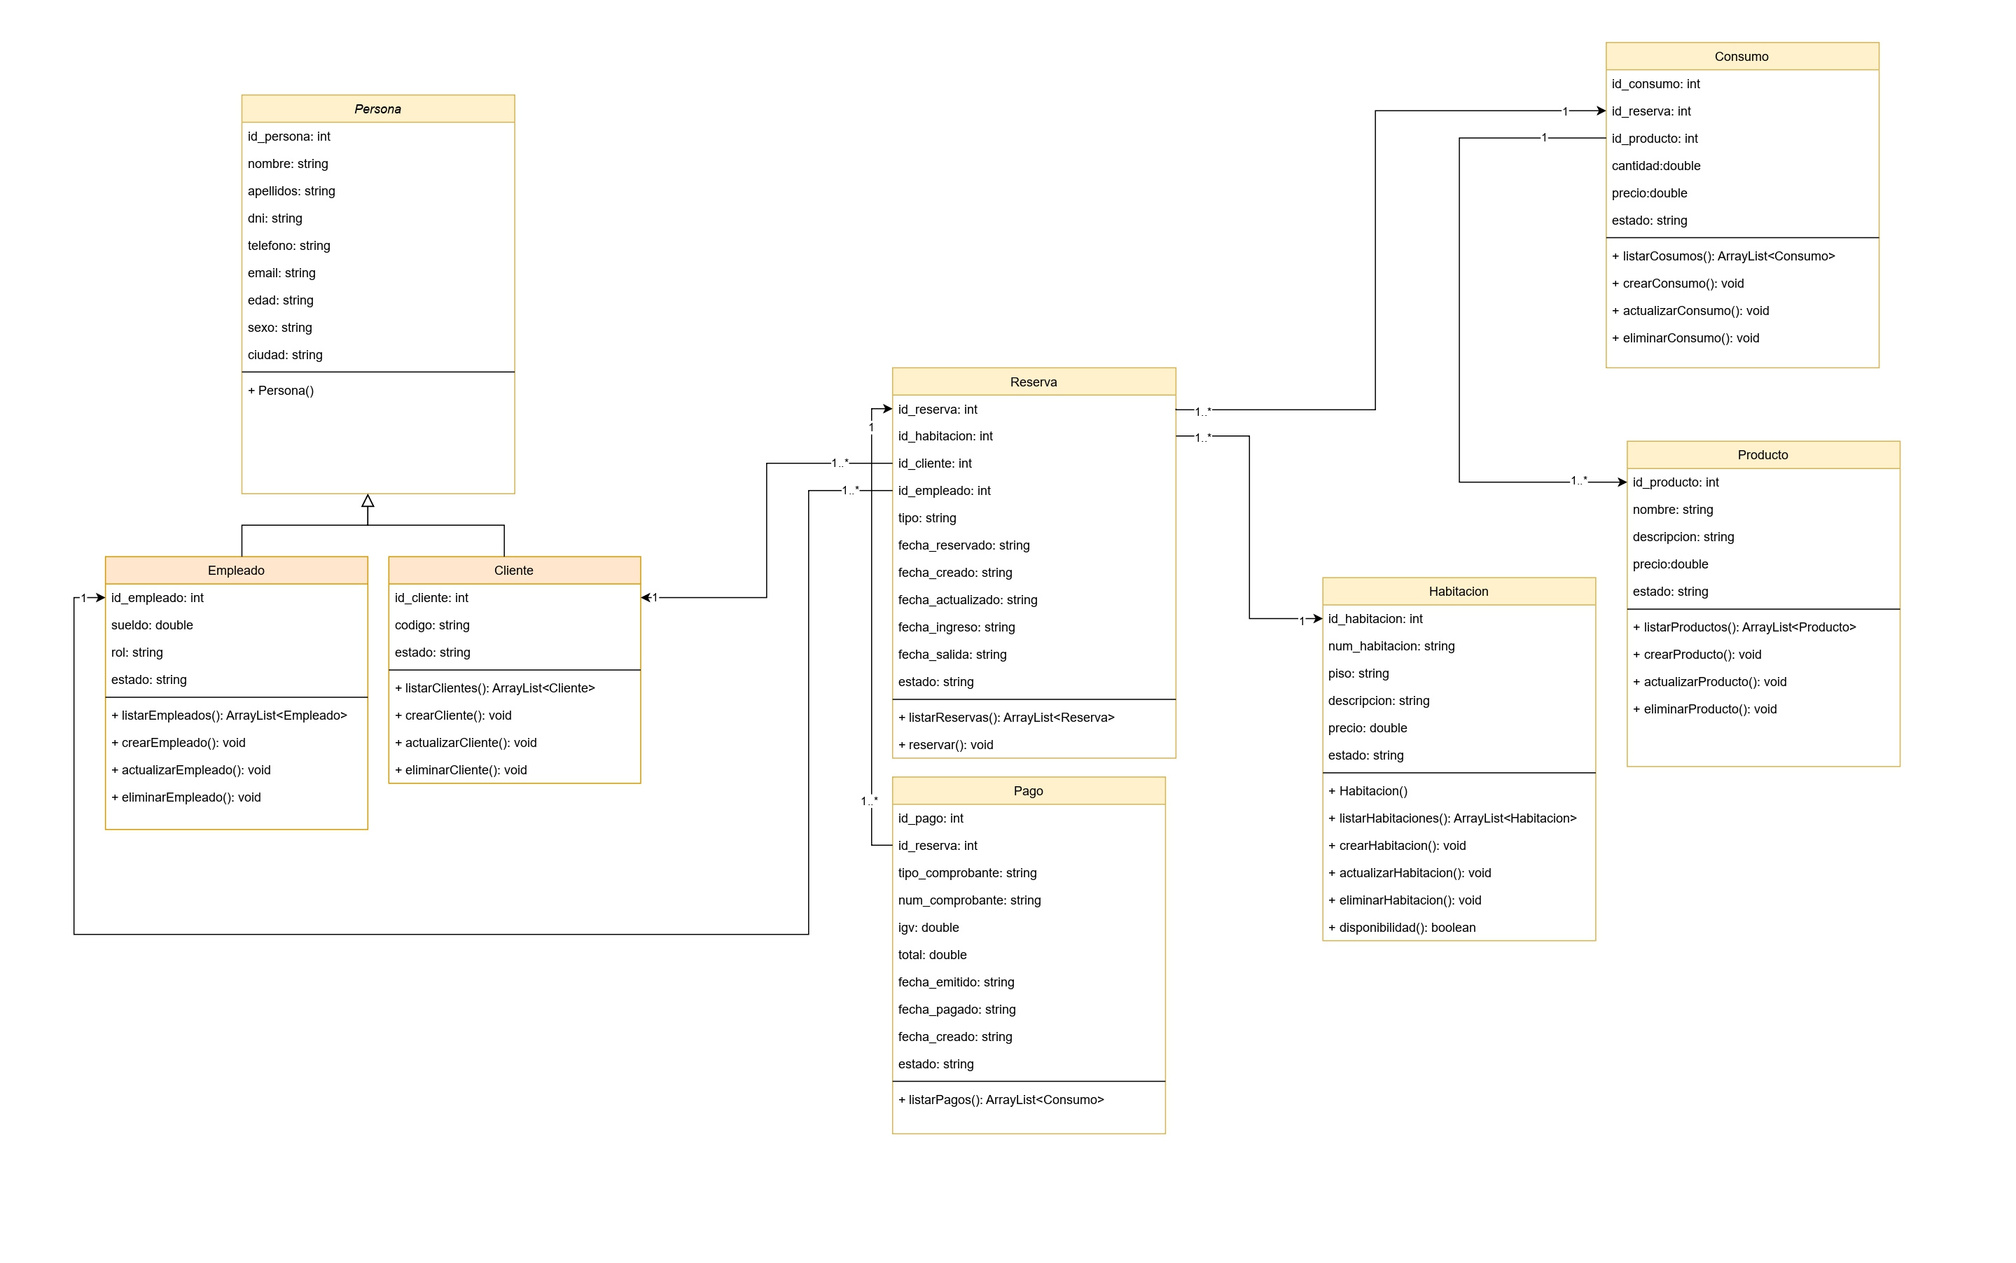 Persona
id_persona: int
nombre: string
apellidos: string
dni: string
telefono: string
email: string
edad: string
sexo: string
ciudad: string
+ Persona()
Empleado
1
id_empleado: int
sueldo: double
rol: string
estado: string
+ listarEmpleados(): ArrayList<Empleado>
+ crearEmpleado(): void
+ actualizarEmpleado(): void
+ eliminarEmpleado(): void
Cliente
id_cliente: int
1
codigo: string
estado: string
+ listarClientes(): ArrayList<Cliente>
+ crearCliente(): void
+ actualizarCliente(): void
+ eliminarCliente(): void
Reserva
id_reserva: int
1..*
1
id_habitacion: int
1..*
1..*
id_cliente: int
1..*
id_empleado: int
tipo: string
fecha_reservado: string
fecha_creado: string
fecha_actualizado: string
fecha_ingreso: string
fecha_salida: string
estado: string
+ listarReservas(): ArrayList<Reserva>
+ reservar(): void
Pago
1..*
id_pago: int
id_reserva: int
tipo_comprobante: string
num_comprobante: string
igv: double
total: double
fecha_emitido: string
fecha_pagado: string
fecha_creado: string
estado: string
+ listarPagos(): ArrayList<Consumo>
Consumo
id_consumo: int
1
id_reserva: int
1
id_producto: int
cantidad:double
precio:double
estado: string
+ listarCosumos(): ArrayList<Consumo>
+ crearConsumo(): void
+ actualizarConsumo(): void
+ eliminarConsumo(): void
Habitacion
1
id_habitacion: int
num_habitacion: string
piso: string
descripcion: string
precio: double
estado: string
+ Habitacion()
+ listarHabitaciones(): ArrayList<Habitacion>
+ crearHabitacion(): void
+ actualizarHabitacion(): void
+ eliminarHabitacion(): void
+ disponibilidad(): boolean
Producto
1..*
id_producto: int
nombre: string
descripcion: string
precio:double
estado: string
+ listarProductos(): ArrayList<Producto>
+ crearProducto(): void
+ actualizarProducto(): void
+ eliminarProducto(): void